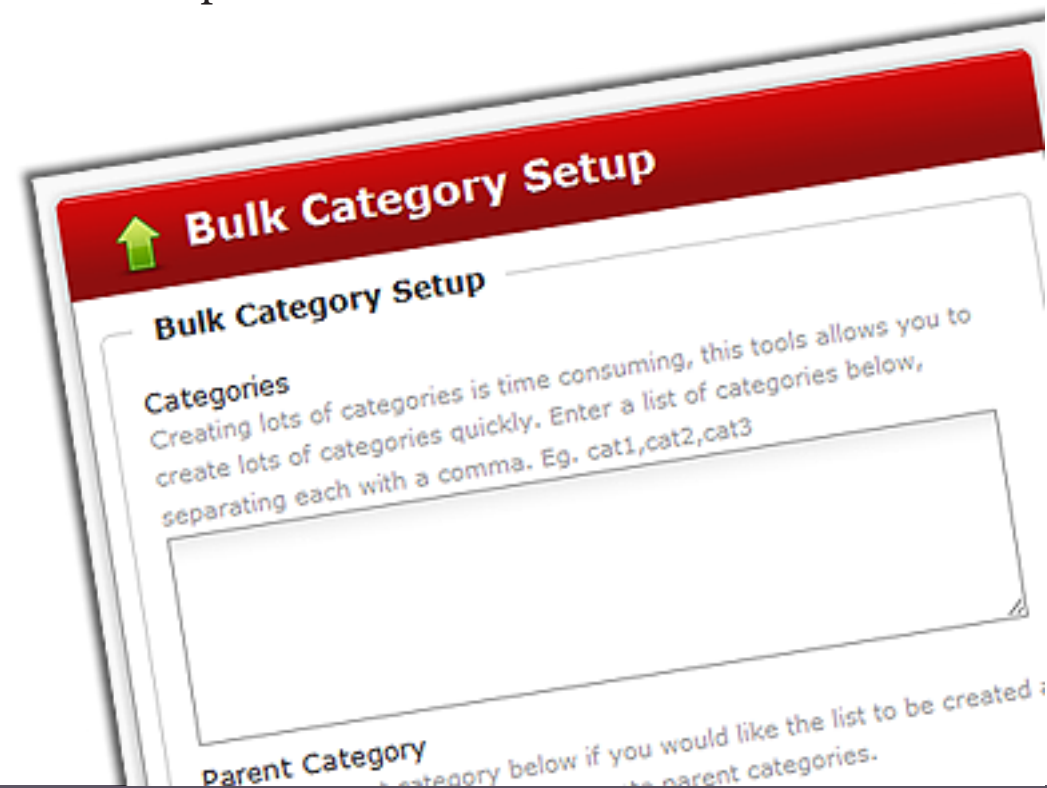 Bulk Category Setup
Bulk Category Setup
Categories
Creating lots of categories is time consuming, this tools allows you to
create lots of categories quickly. Enter a list of categories below,
separating each with a comma. Eg. cat1,cat2,cat3
Parent Category
category below if you would like the list to be created
parent categories.